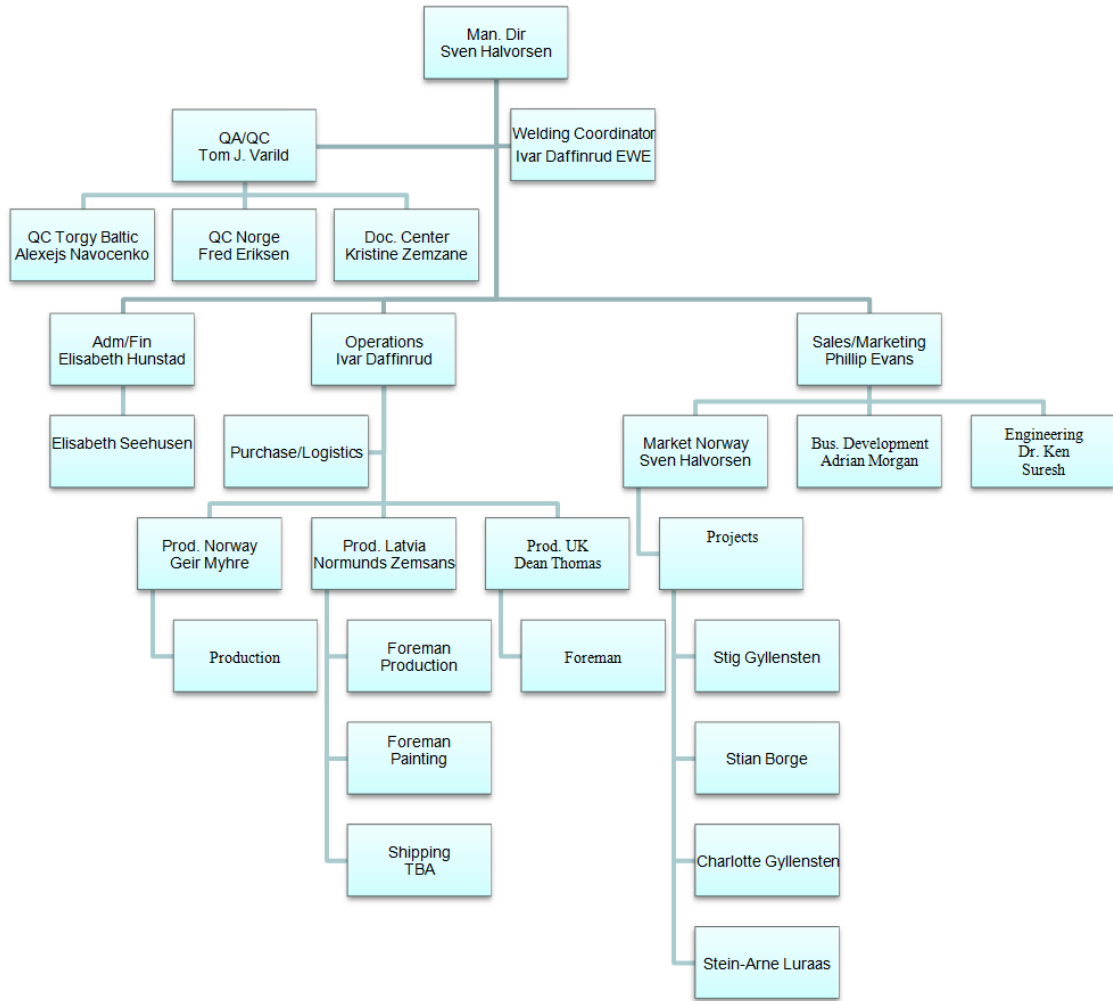 Man. Dir
Sven Halvorsen
QA/QC
Tom J. Varild
Welding Coordinator
Ivar Daffinrud EWE
QC Torgy Baltic
Alexejs Navocenko
QC Norge
Fred Eriksen
Doc. Center
Kristine Zemzane
Adm/Fin
Elisabeth Hunstad
Operations
Ivar Daffinrud
Sales/Marketing
Phillip Evans
Elisabeth Seehusen
Purchase/Logistics
Market Norway
Sven Halvorsen
Bus. Development
Adrian Morgan
Engineering
Dr. Ken
Suresh
Prod. Norway
Geir Myhre
Prod. Latvia
Normunds Zemsans
Prod. UK
Dean Thomas
Projects
Production
Foreman
Production
Foreman
Stig Gyllensten
Foreman
Painting
Stian Borge
Shipping
TBA
Charlotte Gyllensten
Stein-Arne Luraas